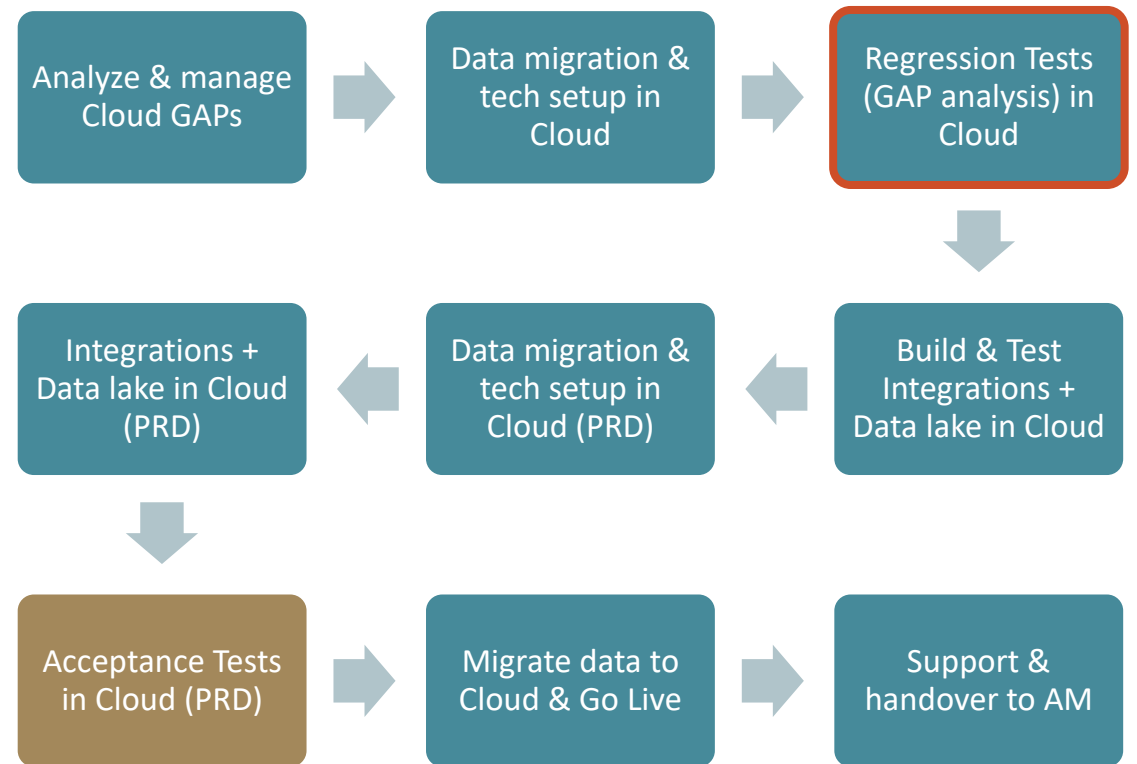 Analyze & manage
Cloud GAPs
Data migration &
tech setup in
Cloud
Regression Tests
(GAP analysis) in
Cloud
Integrations +
Data lake in Cloud
(PRD)
Data migration &
tech setup in
Cloud (PRD)
Build & Test
Integrations +
Data lake in Cloud
Acceptance Tests
in Cloud (PRD)
Migrate data to
Cloud & Go Live
Support &
handover to AM